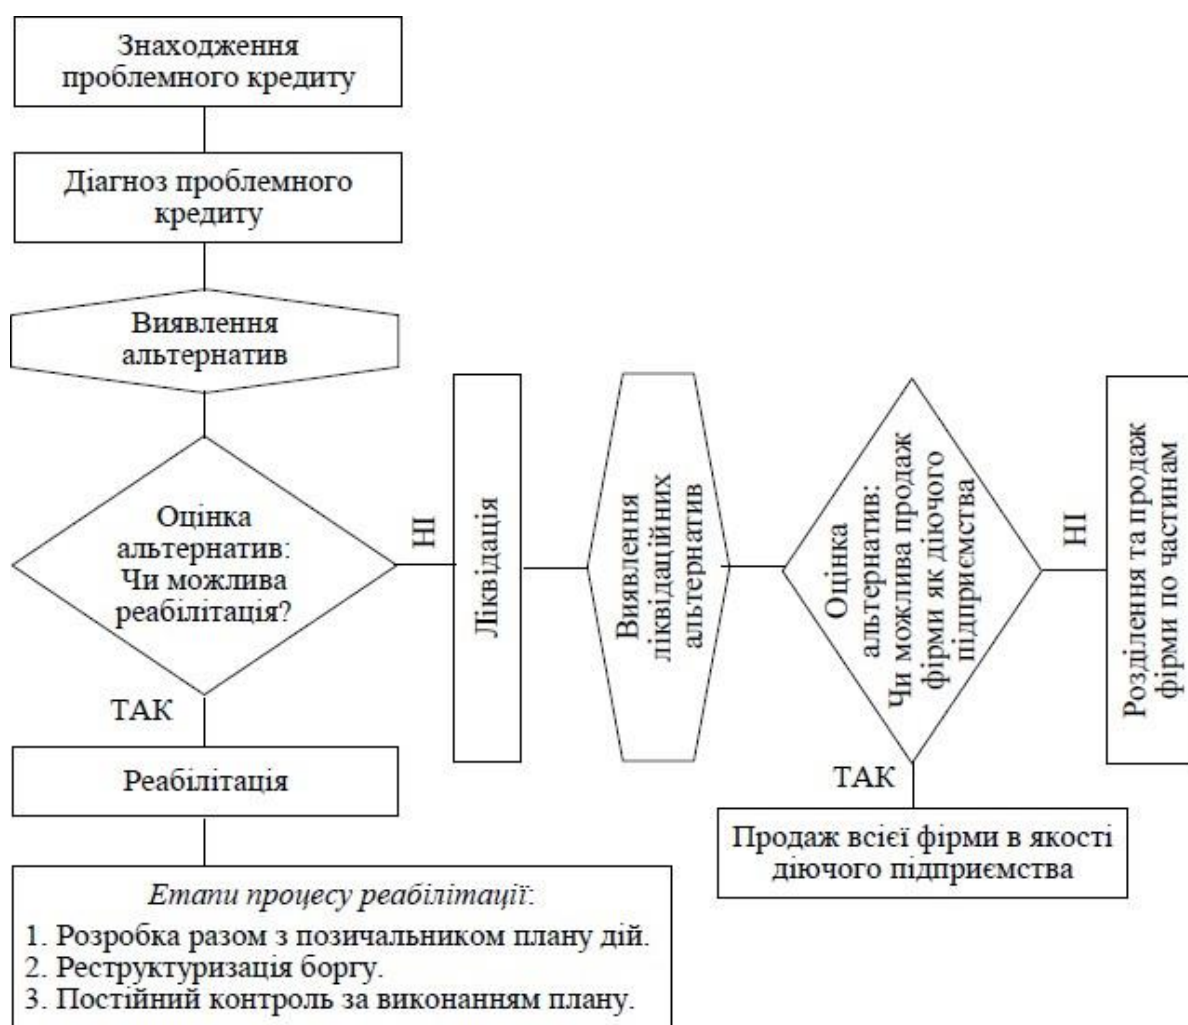 Знаходження
проблемного кредиту
Діагноз проблемного
кредиту
Виявлення
альтернатив
Оцінка
альтернатив:
Чи можлива
реабілітація?
НІ
Ліквідація
Виявлення
ліквідаційних
альтернатив
Оцінка
альтернатив:
Чи можлива продаж
фірми як діючого
підприємства
НІ
Розділення та продаж
фірми по частинам
ТАК
Реабілітація
ТАК
Продаж всієї фірми в якості
діючого підприємства
Етапи процесу реабілітації:
1. Розробка разом з позичальником плану дій.
2. Реструктуризація боргу.
3. Постійний контроль за виконанням плану.